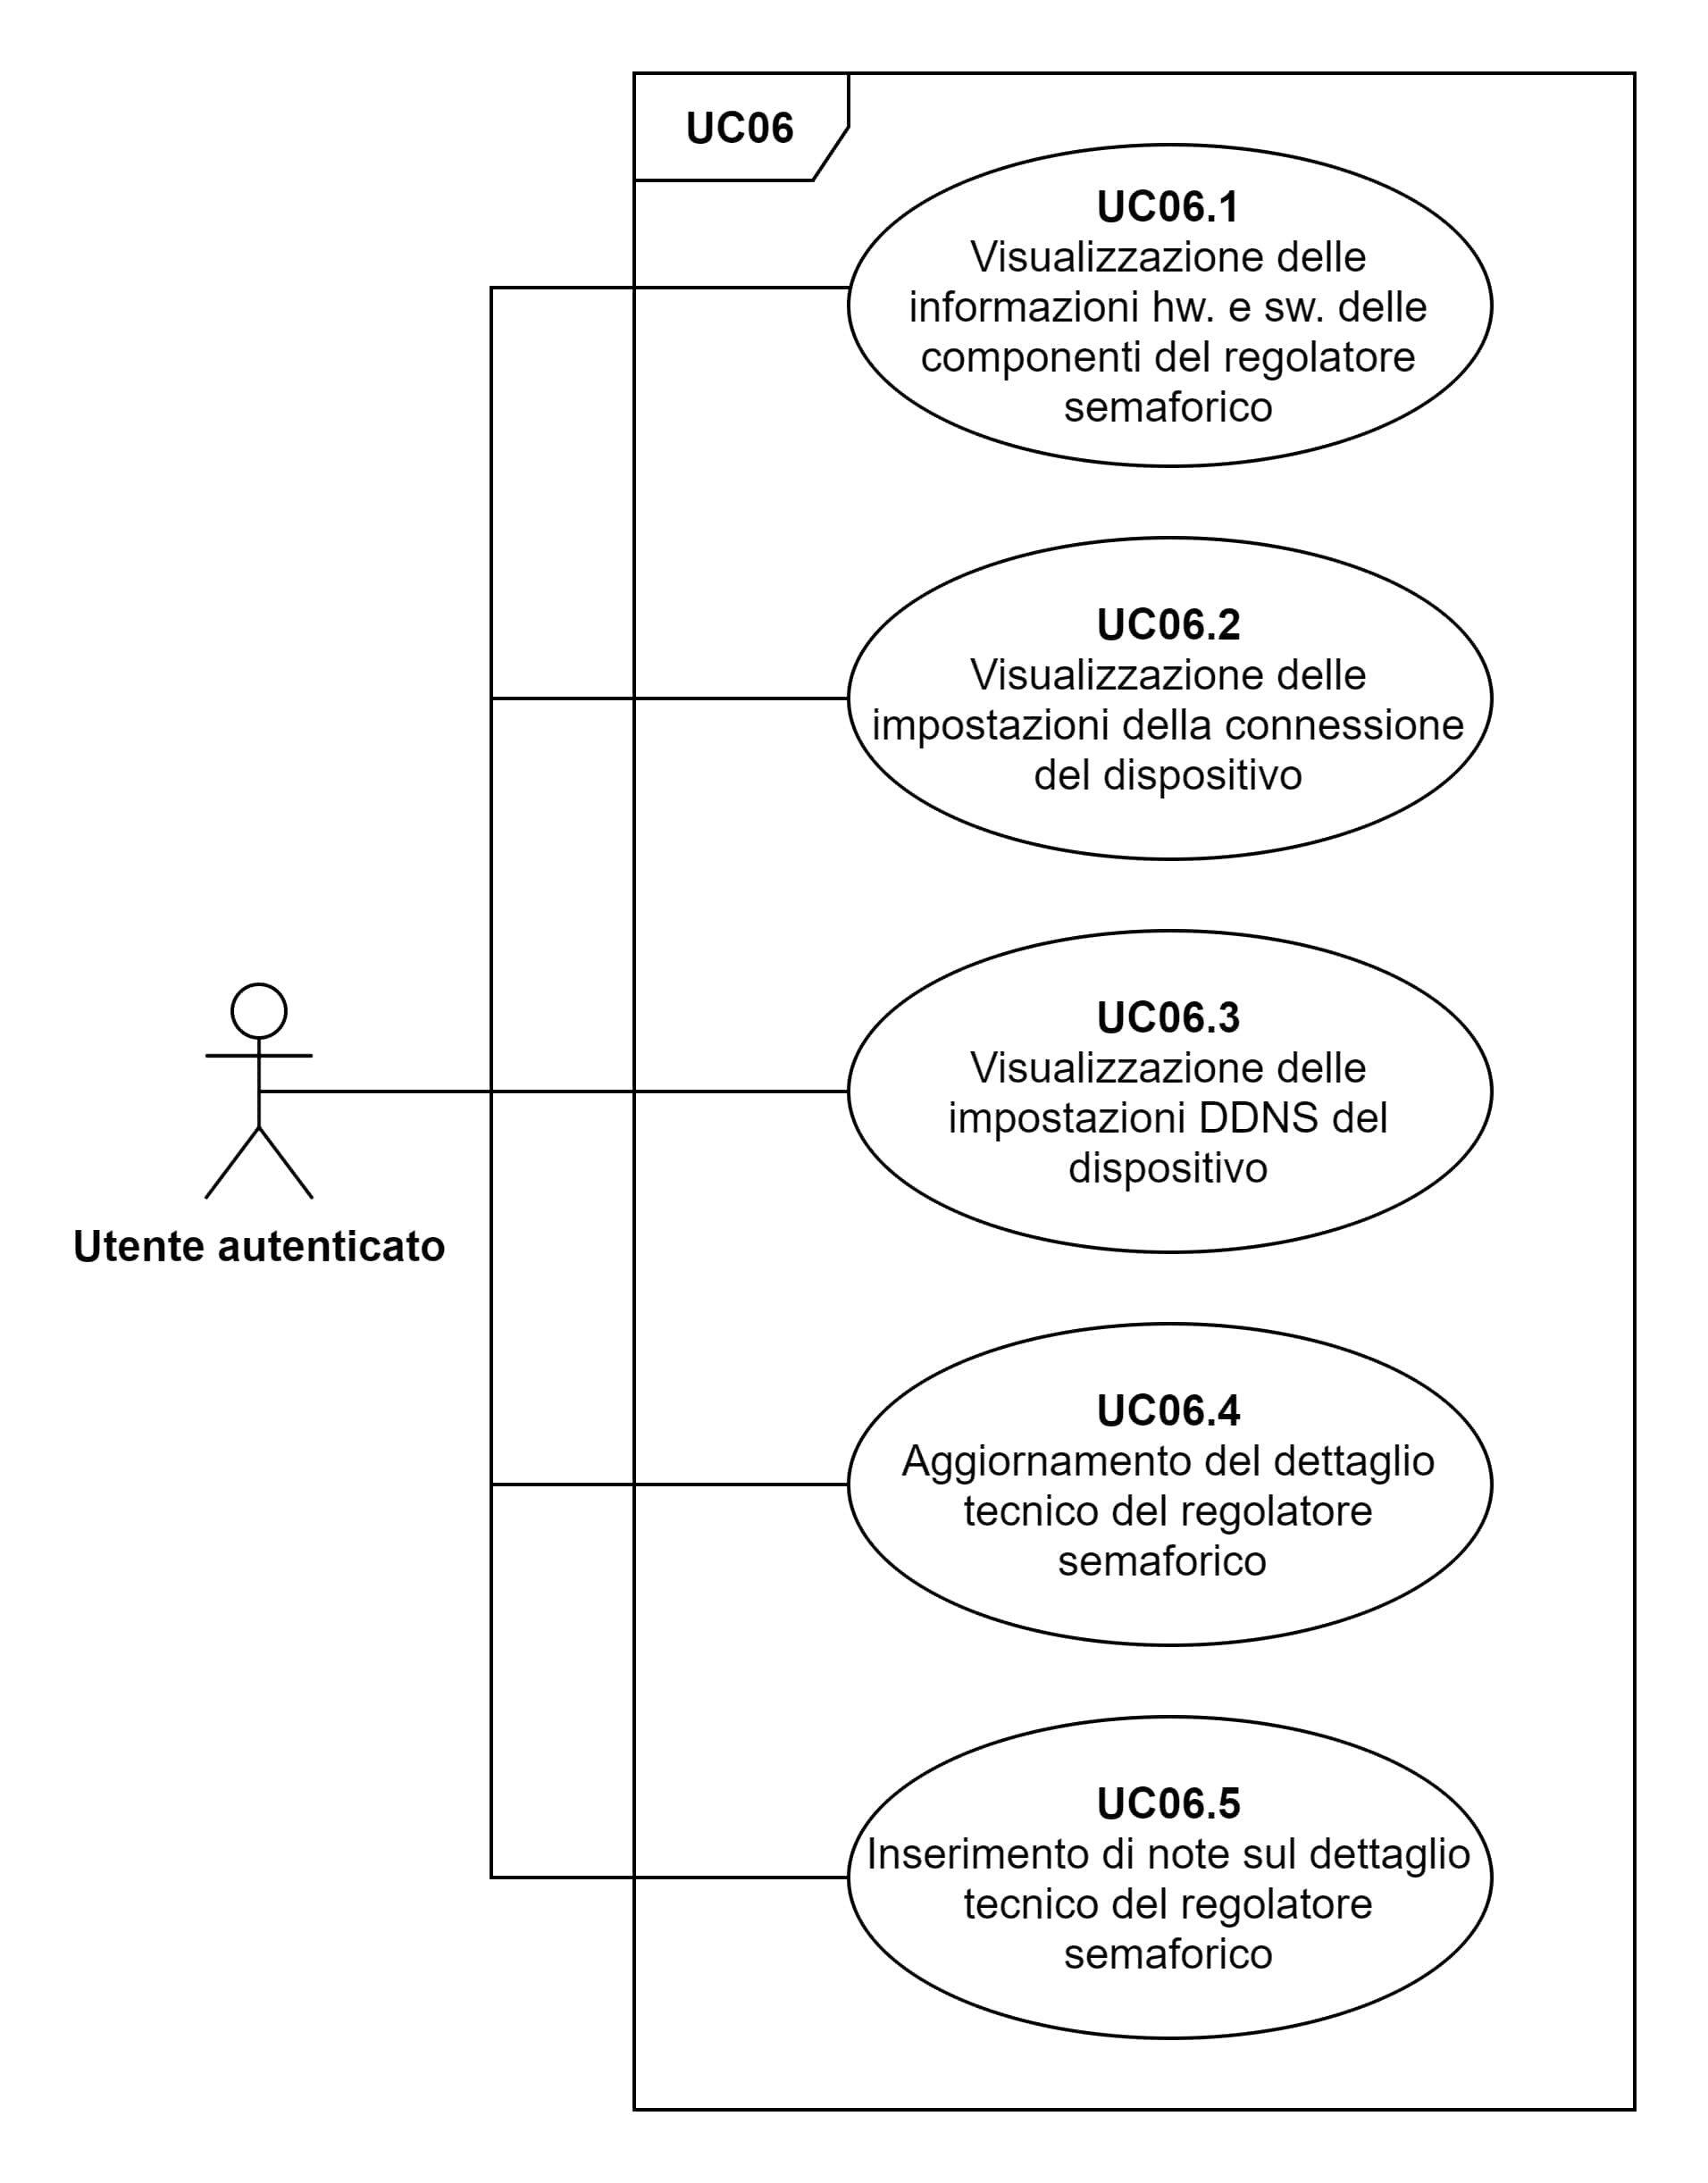 UC06
UC06.1
Visualizzazione delle
informazioni hw. e sw. delle
componenti del regolatore
semaforico
UC06.2
Visualizzazione delle
impostazioni della connessione
del dispositivo
UC06.3
Visualizzazione delle
impostazioni DDNS del
dispositivo
Utente autenticato
UC06.4
Aggiornamento del dettaglio
tecnico del regolatore
semaforico
UC06.5
Inserimento di note sul dettaglio
tecnico del regolatore
semaforico